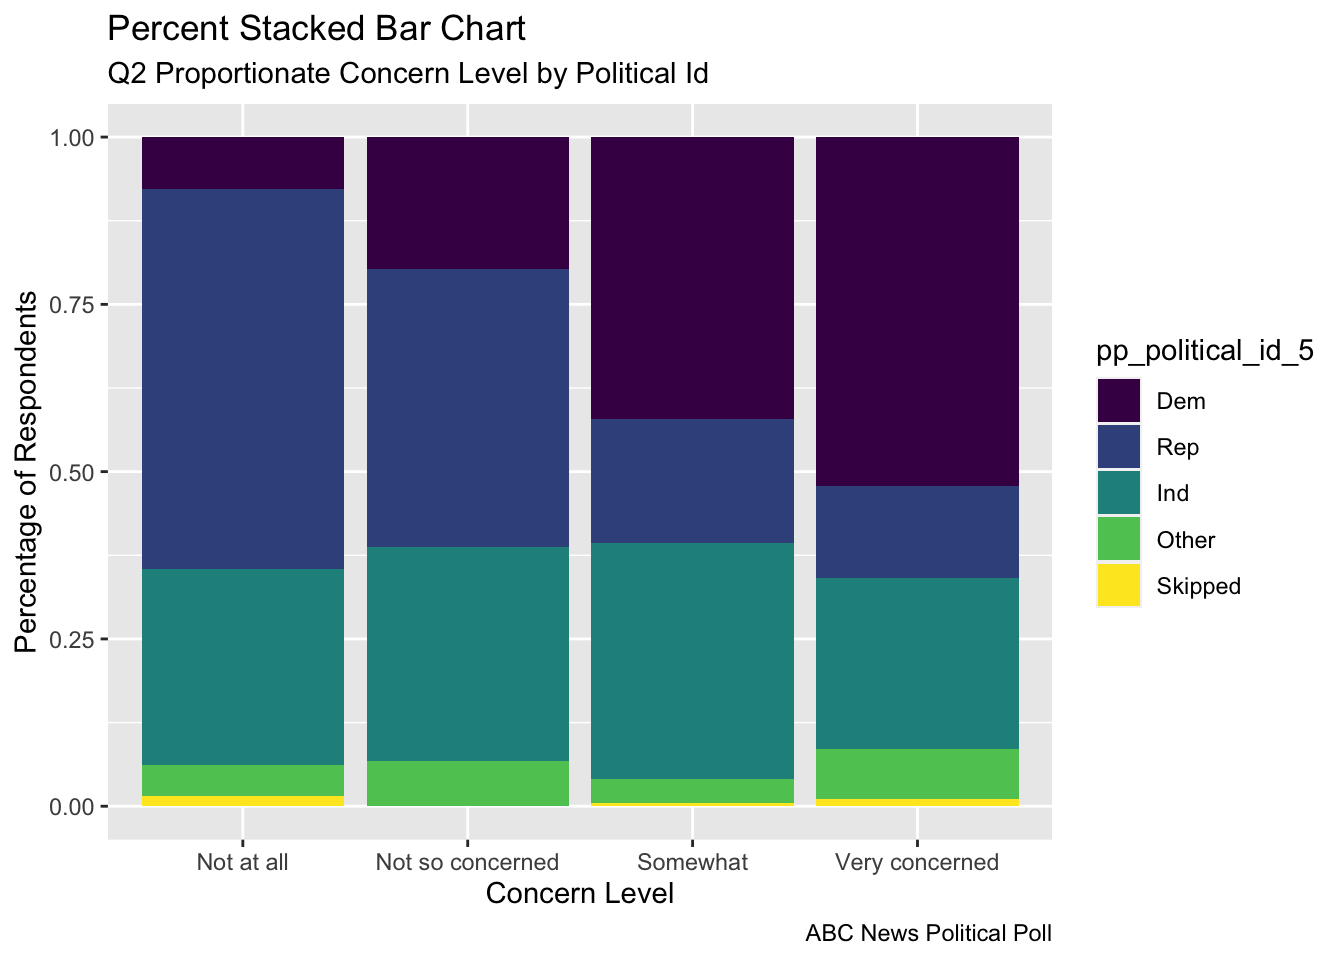 Percent Stacked Bar Chart
Q2 Proportionate Concern Level by Political Id
Percentage of Respondents
1.00
0.75
0.50
0.25
0.00
Not at all
Not so concerned
Somewhat
Very concerned
Concern Level
pp_political_id_5
Dem
Rep
Ind
Other
Skipped
ABC News Political Poll